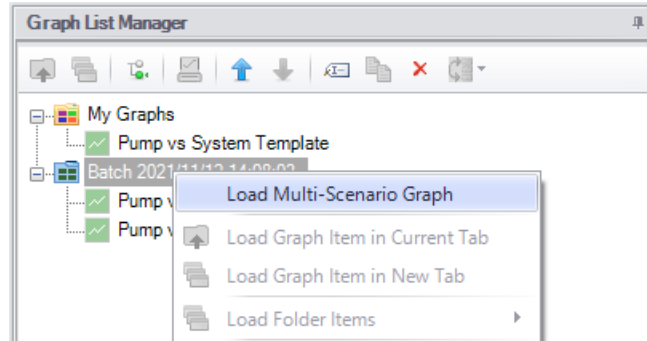 Graph List Manager
My Graphs
Pump vs System Template
Batch 2021/11/12 14:08:02
Pump v
Load Multi-Scenario Graph
Pump v
Load Graph Item in Current Tab
Load Graph Item in New Tab
Load Folder Items